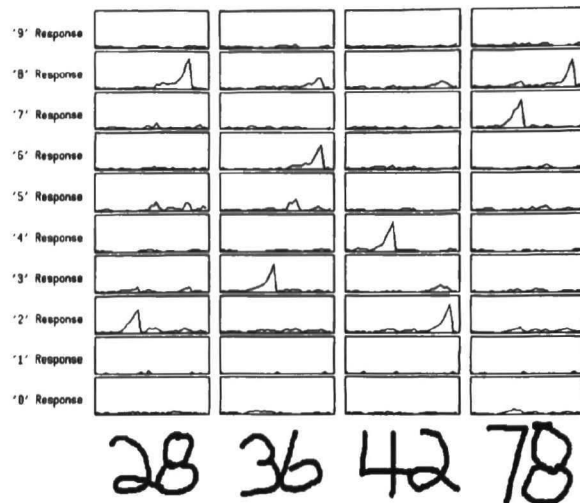 '9' Response
'8' Response
'7' Response
'6' Response
'5' Response
'4' Response
'3' Response
'2' Response
'1' Response
'0' Response
28 36 42 78